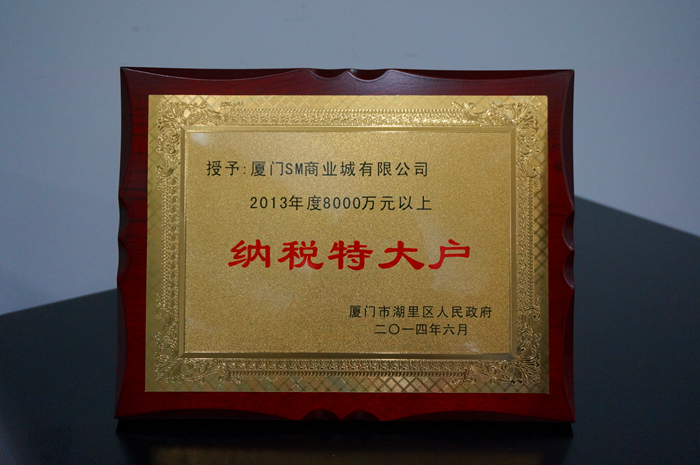 授予:厦门SM商业城有限公司
2013年度8000万元以上
纳税特大户
厦门市湖里区人民政府
二〇一四年六月